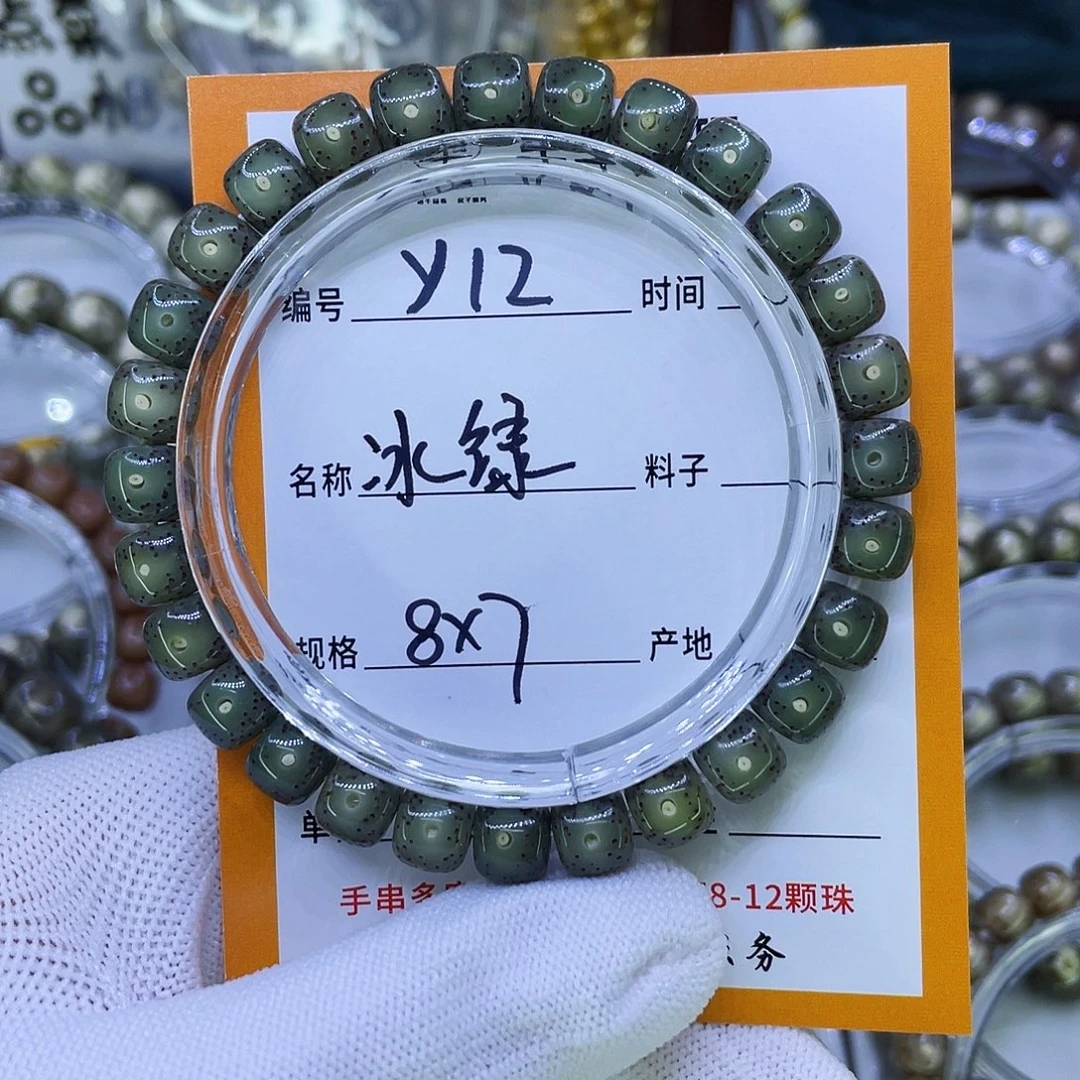 编号 Y12 时间
名称 冰绿 料子
规格 8x7 产地
单
手串多 8-12颗珠
务